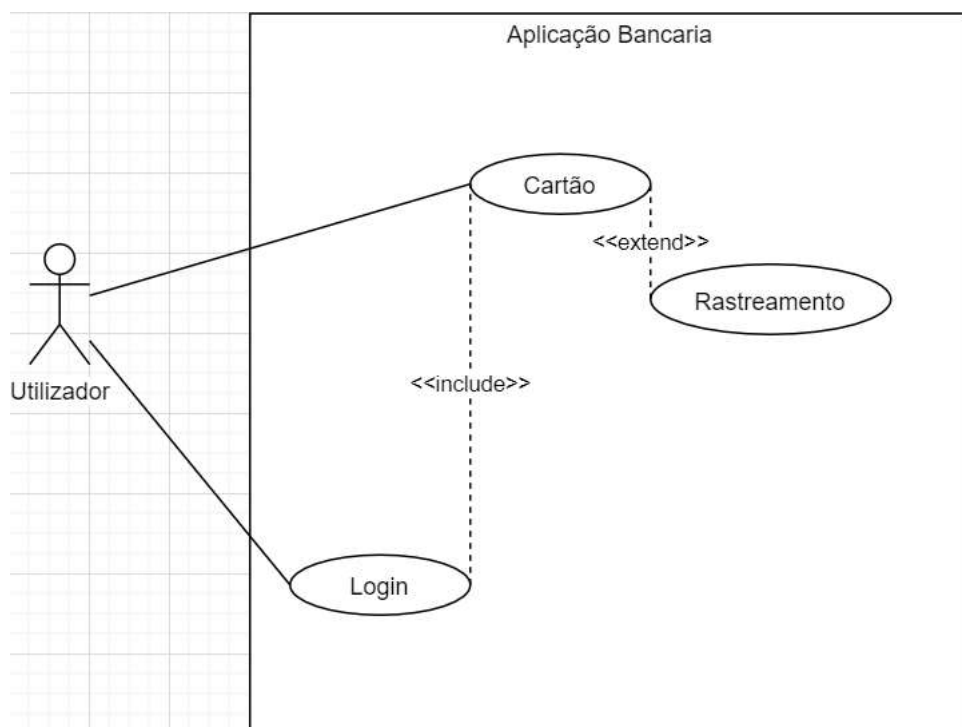 Aplicação Bancaria
Cartão
<<extend>>
Rastreamento
<<include>>
Utilizador
Login